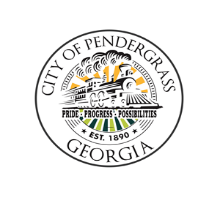 CITY OF PENDERGRASS
PRIDE • PROGRESS • POSSIBILITIES
★ EST. 1890 ★
GEORGIA